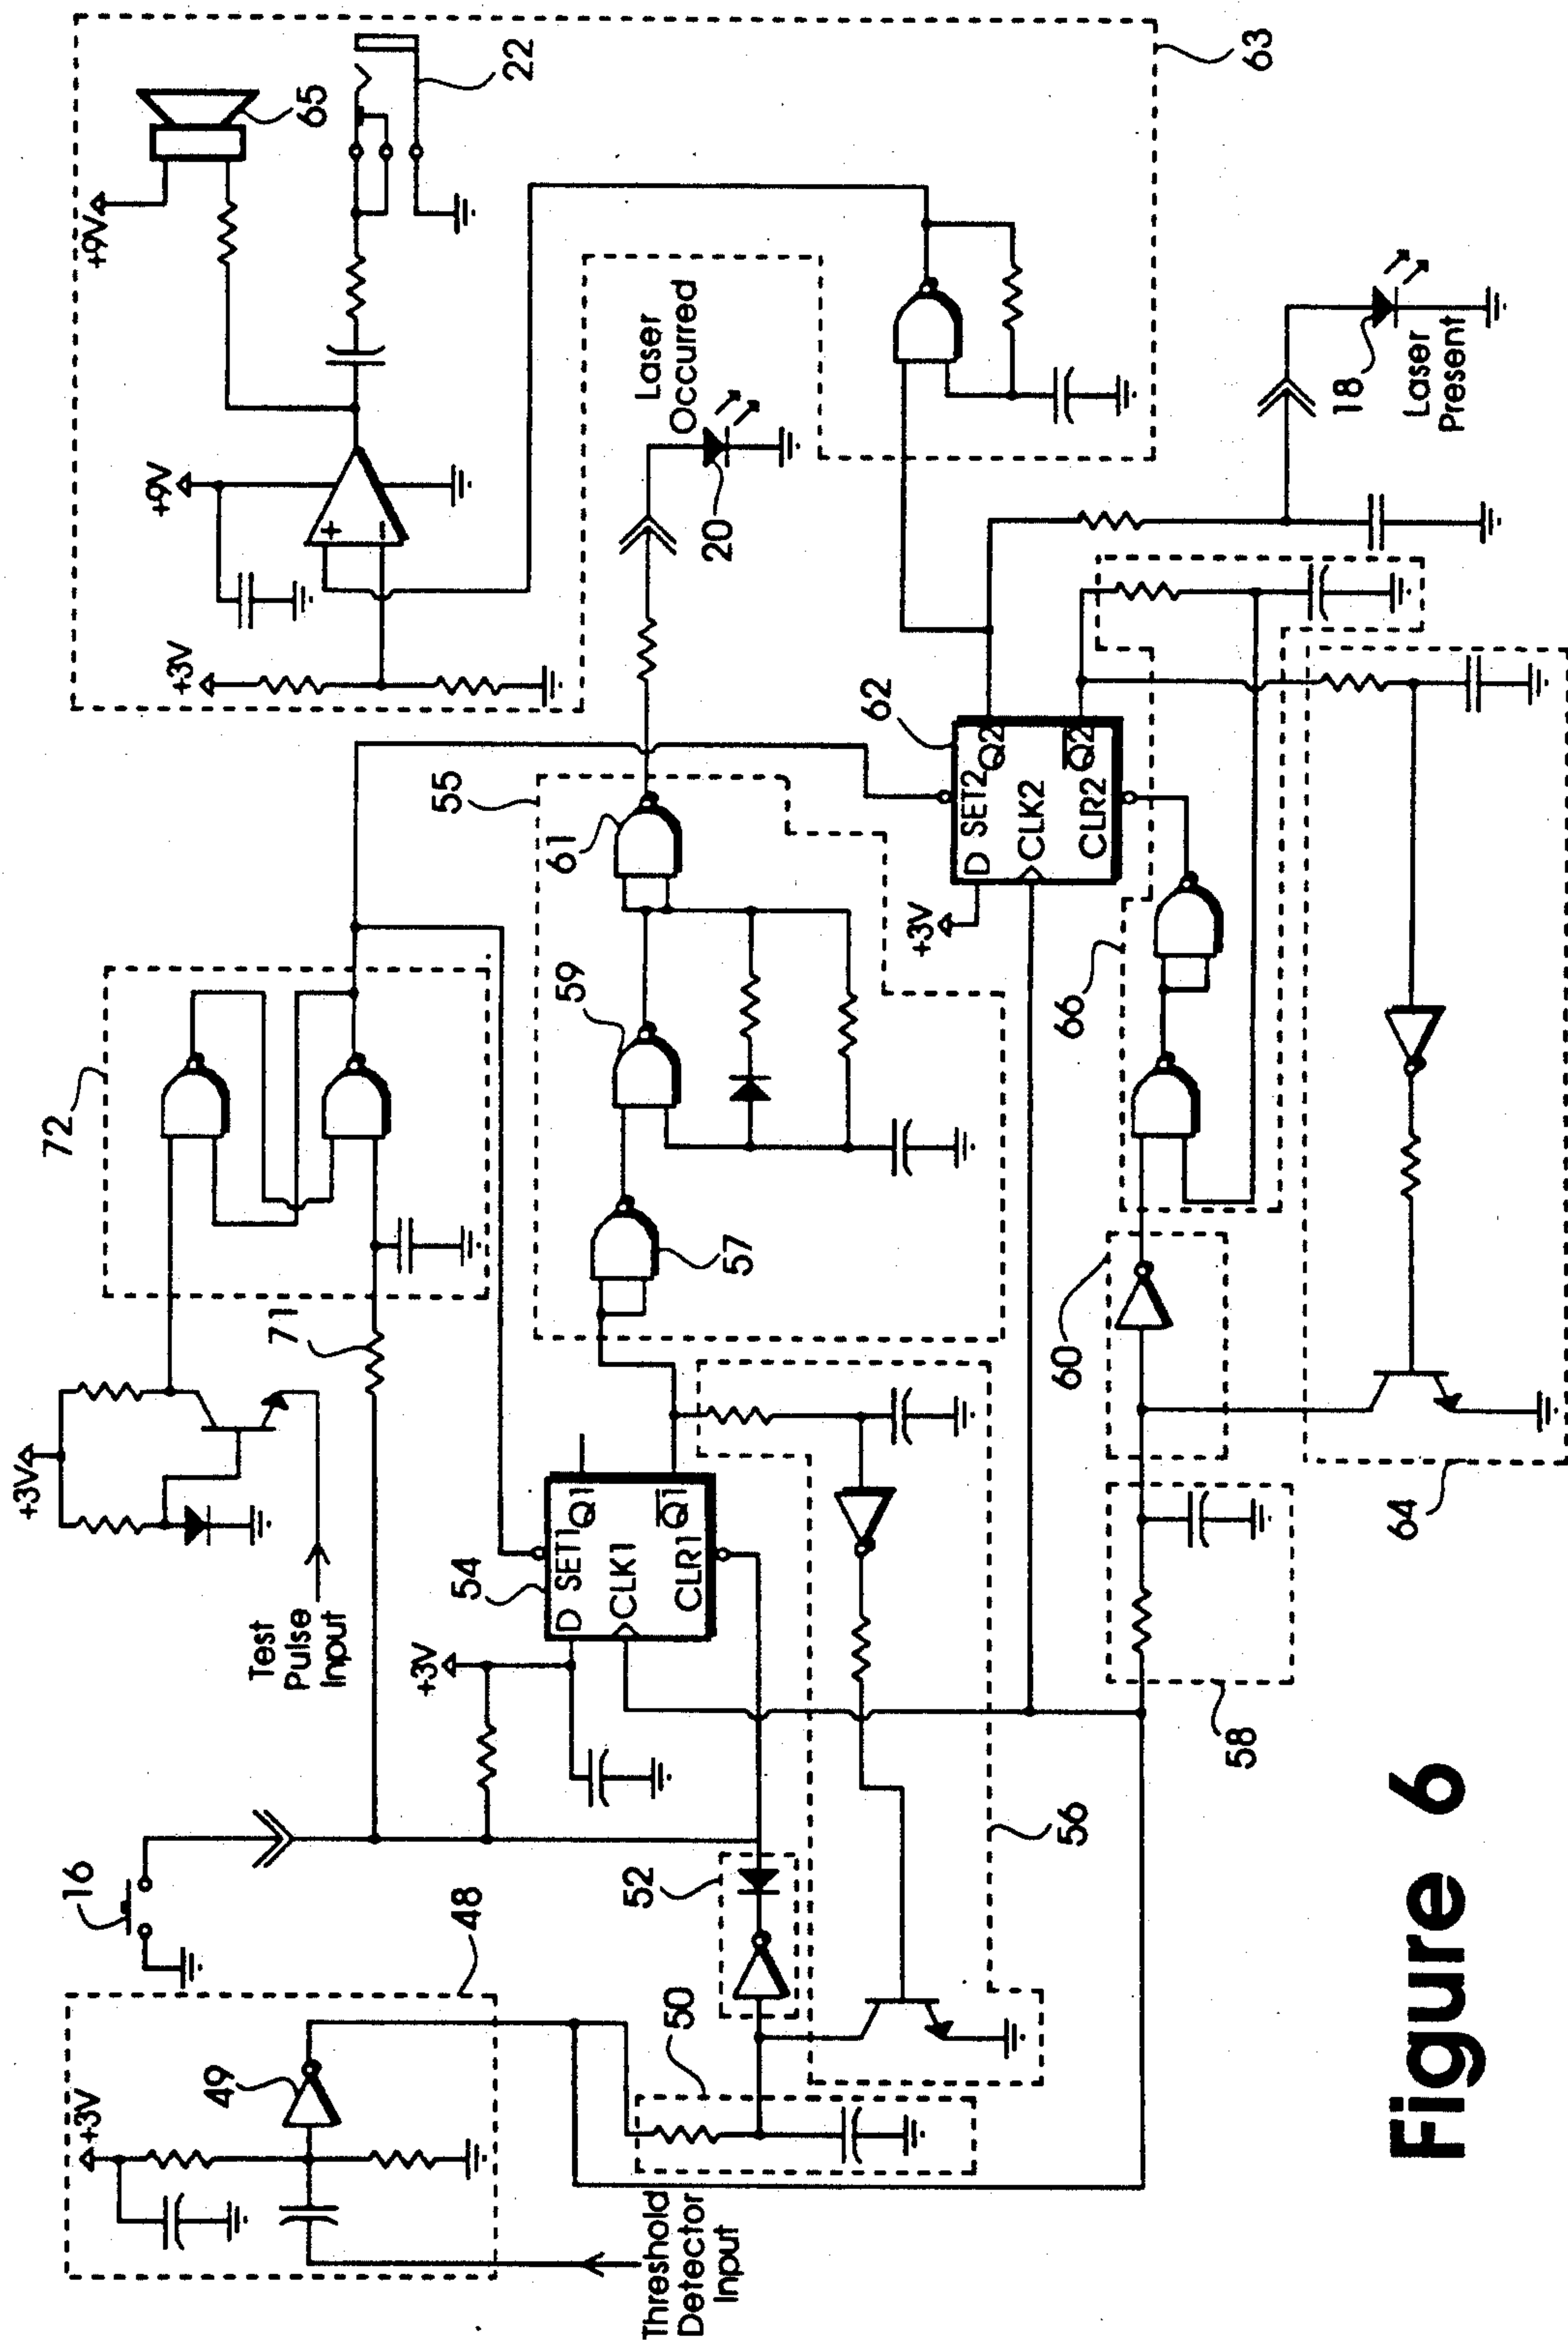 +9V
65
22
63
+9V
+
−
+3V
Laser
Occurred
20
18
Laser
Present
72
71
+3V
Test
Pulse
Input
55
61
59
57
62
D
SET2
Q2
CLK2
Q2
CLR2
+3V
66
60
64
58
54
D
SET1
Q1
CLK1
Q1
CLR1
+3V
16
48
52
56
50
49
+3V
Threshold
Detector
Input
Figure 6